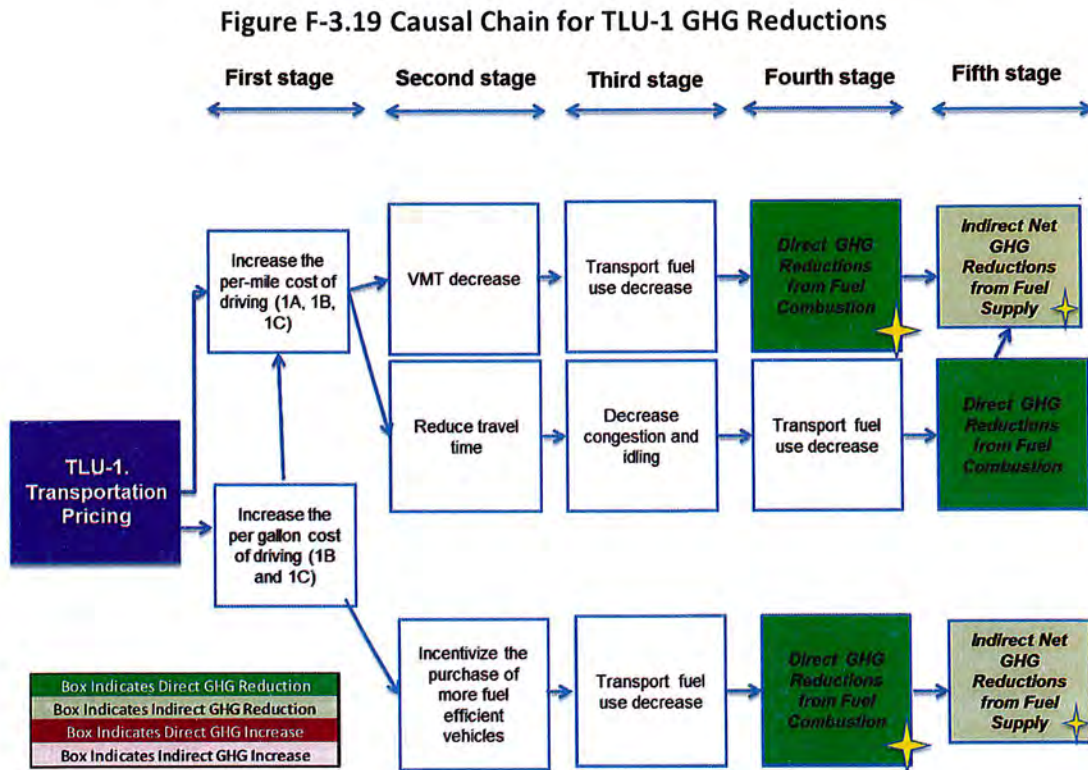 Figure F-3.19 Causal Chain for TLU-1 GHG Reductions
First stage
Second stage
Third stage
Fourth stage
Fifth stage
Increase the
per-mile cost of
driving (1A, 1B,
1C)
VMT decrease
Transport fuel
use decrease
Direct GHG
Reductions
from Fuel
Combustion
Indirect Net
GHG
Reductions
from Fuel
Supply
Reduce travel
time
Decrease
congestion and
idling
Transport fuel
use decrease
Direct GHG
Reductions
from Fuel
Combustion
TLU-1.
Transportation
Pricing
Increase the
per gallon cost
of driving (1B
and 1C)
Incentivize the
purchase of
more fuel
efficient
vehicles
Transport fuel
use decrease
Direct GHG
Reductions
from Fuel
Combustion
Indirect Net
GHG
Reductions
from Fuel
Supply
Box Indicates Direct GHG Reduction
Box Indicates Indirect GHG Reduction
Box Indicates Direct GHG Increase
Box Indicates Indirect GHG Increase